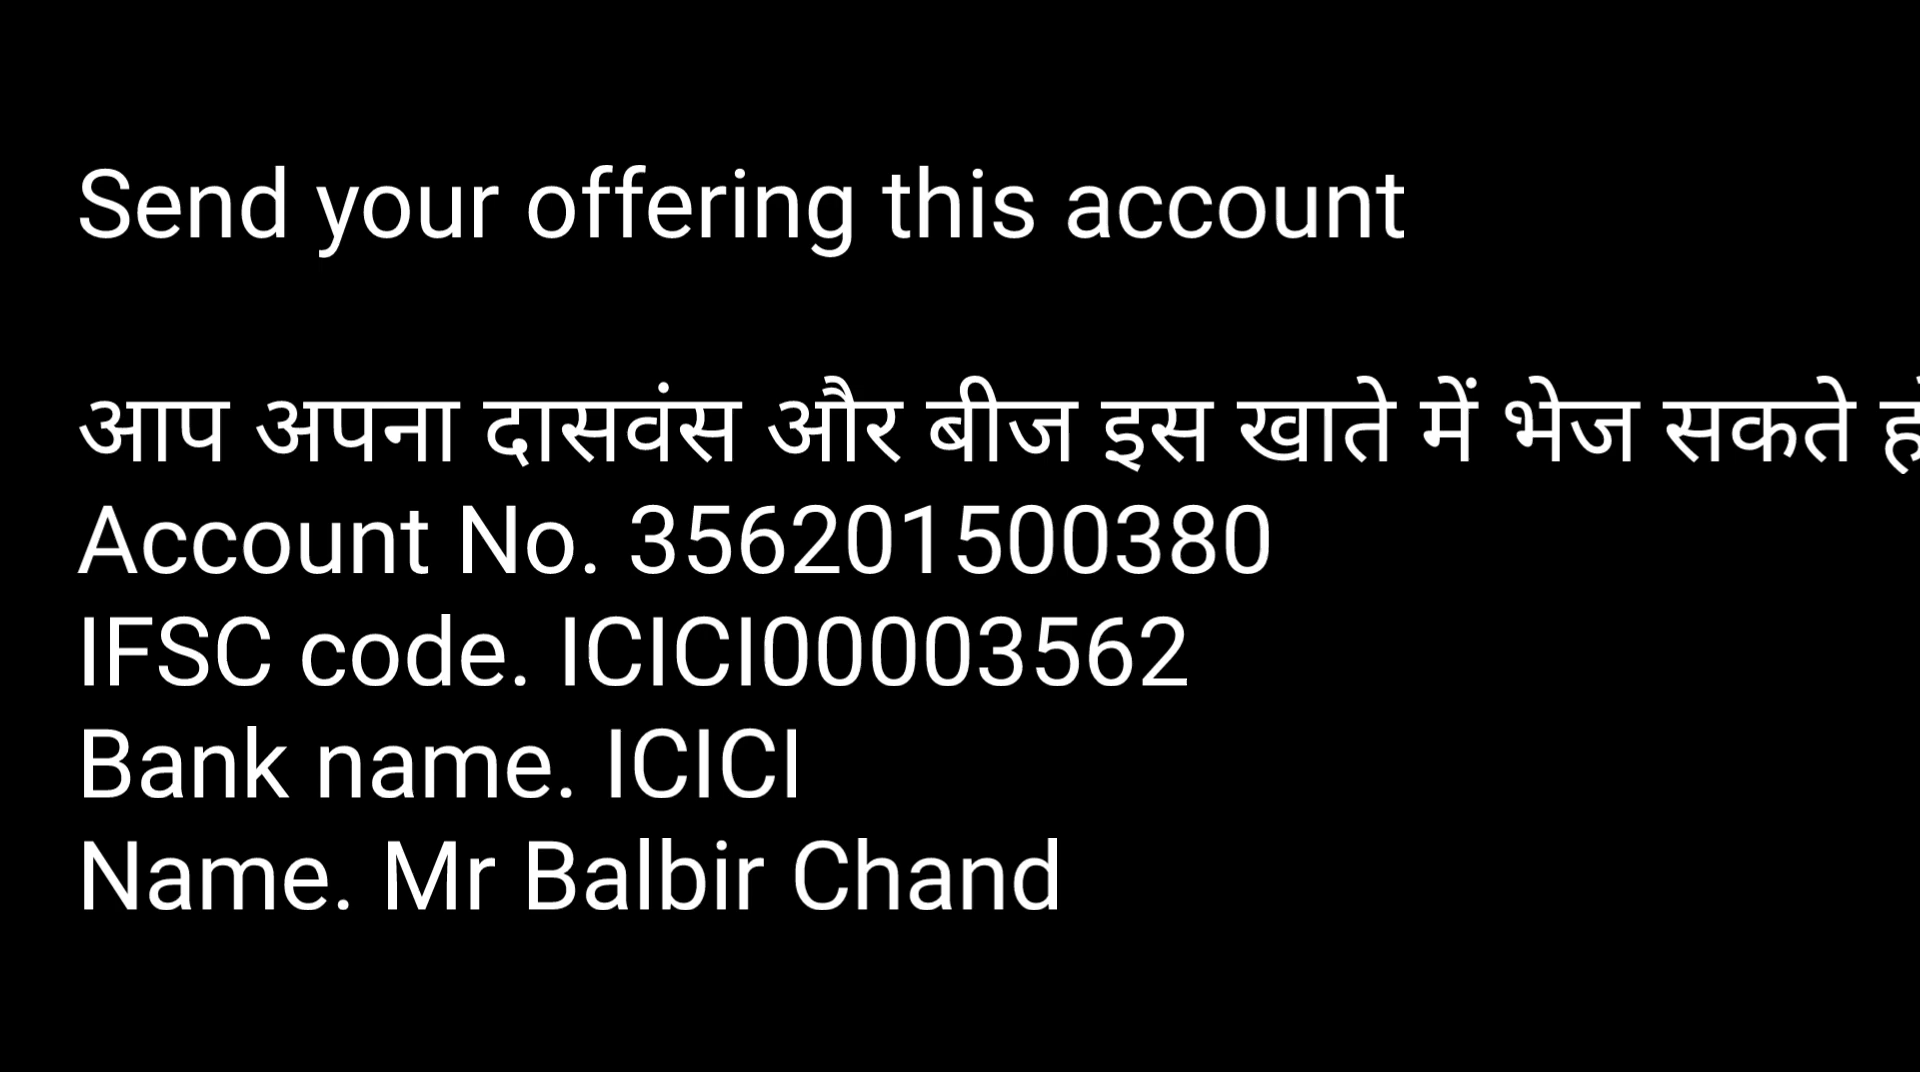 Send your offering this account
आप अपना दासवंस और बीज इस खाते में भेज सकते
Account No. 356201500380
IFSC code. ICICI00003562
Bank name. ICICI
Name. Mr Balbir Chand